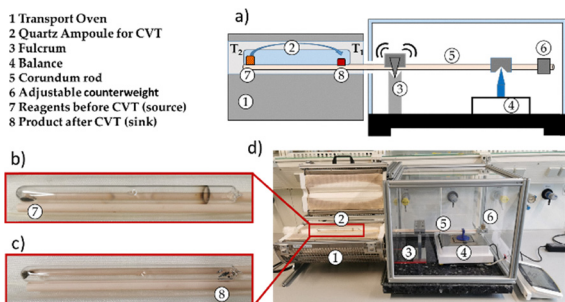 1 Transport Oven
2 Quartz Ampoule for CVT
3 Fulcrum
4 Balance
5 Corundum rod
6 Adjustable counterweight
7 Reagents before CVT (source)
8 Product after CVT (sink)
a)
T2 2 T1 5 6
7 8 3 4
1
b)
7
c)
8
d)
2
5 6
1 3 4